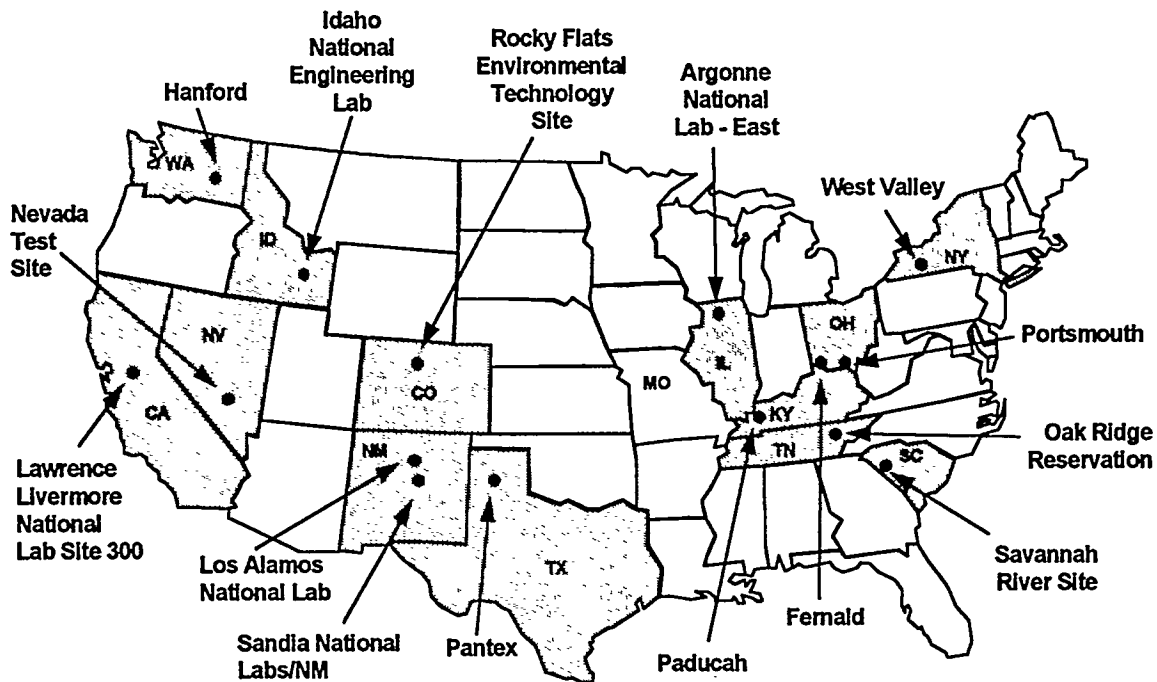 Idaho
National
Engineering
Lab
Rocky Flats
Environmental
Technology
Site
Argonne
National
Lab - East
Hanford
West Valley
Nevada
Test
Site
WA
ID
NY
NV
OH
Portsmouth
IL
MO
CO
CA
KY
Oak Ridge
Reservation
TN
NM
SC
Lawrence
Livermore
National
Lab Site 300
Los Alamos
National Lab
TX
Savannah
River Site
Sandia National
Labs/NM
Pantex
Paducah
Fernald